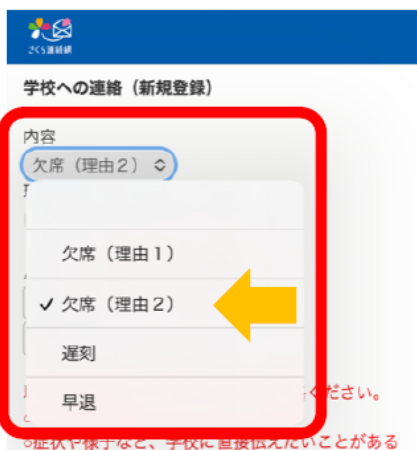 さくら連絡網
学校への連絡（新規登録）
内容
欠席（理由２）
欠席（理由１）
✓ 欠席（理由２）
遅刻
早退
ください。
○症状や様子など、学校に直接伝えたいことがある